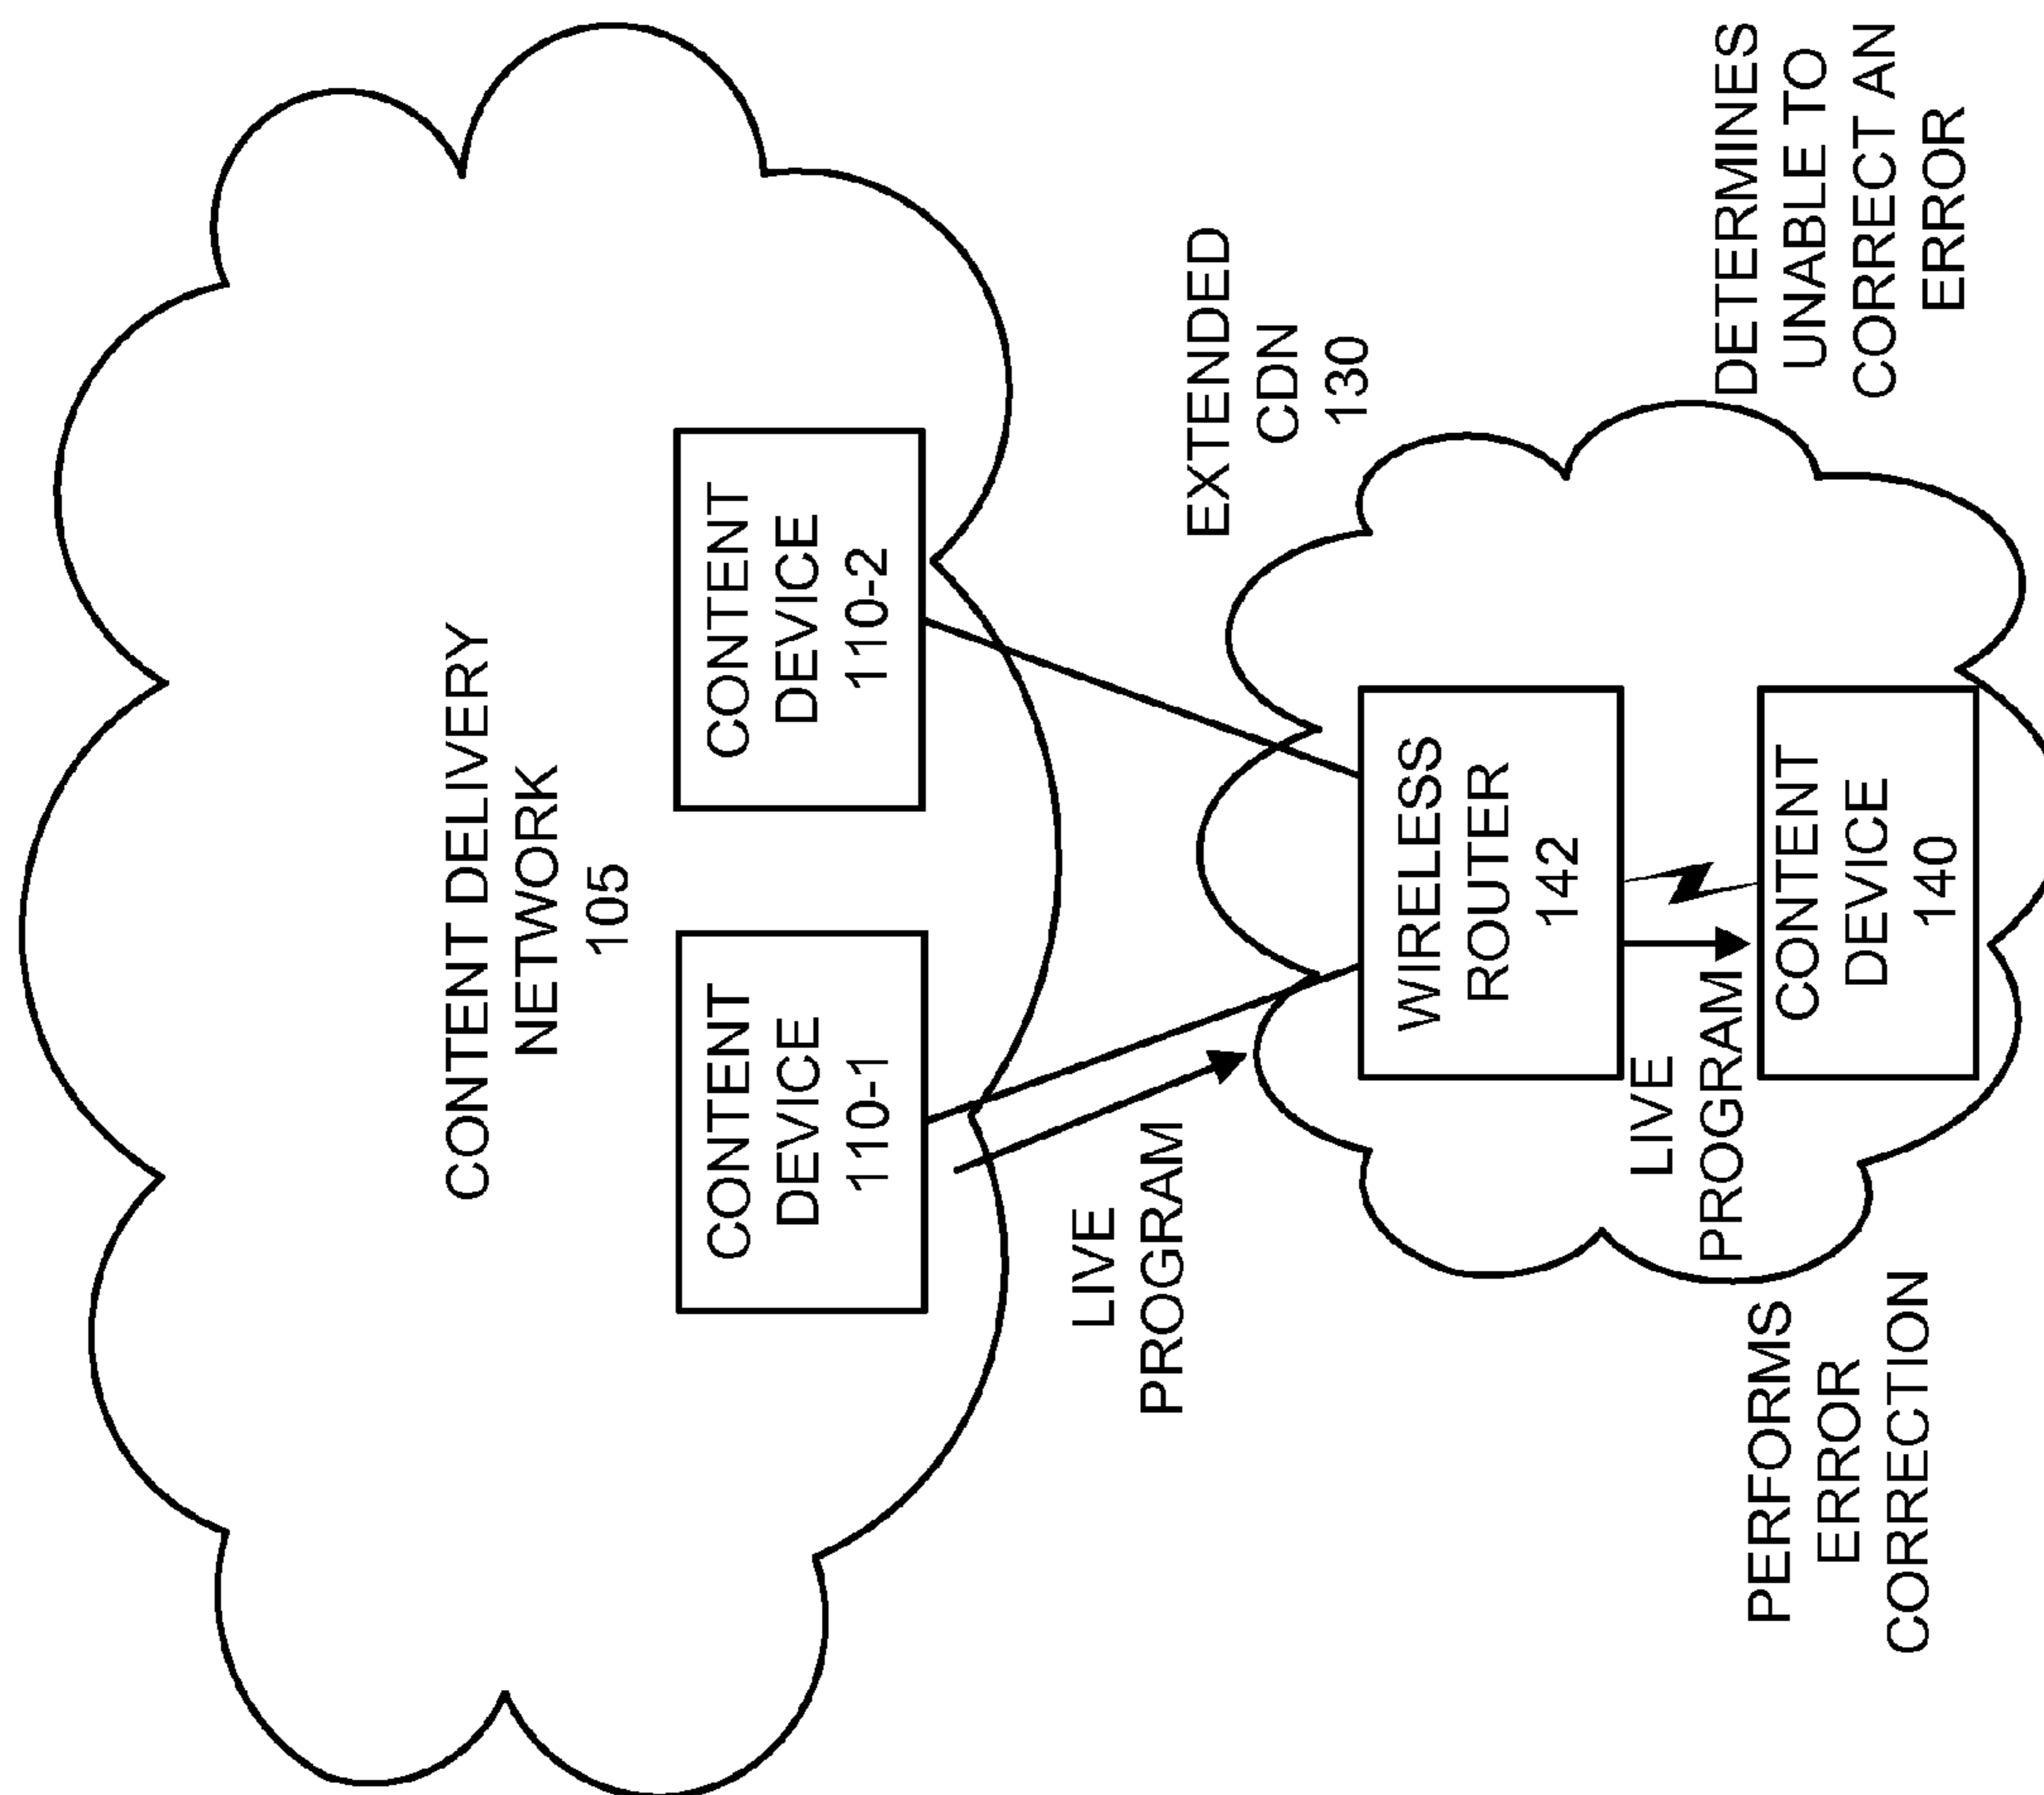 CONTENT DELIVERY
NETWORK
105
CONTENT
DEVICE
110-1
CONTENT
DEVICE
110-2
LIVE
PROGRAM
EXTENDED
CDN
130
WIRELESS
ROUTER
142
LIVE
PROGRAM
CONTENT
DEVICE
140
PERFORMS
ERROR
CORRECTION
DETERMINES
UNABLE TO
CORRECT AN
ERROR